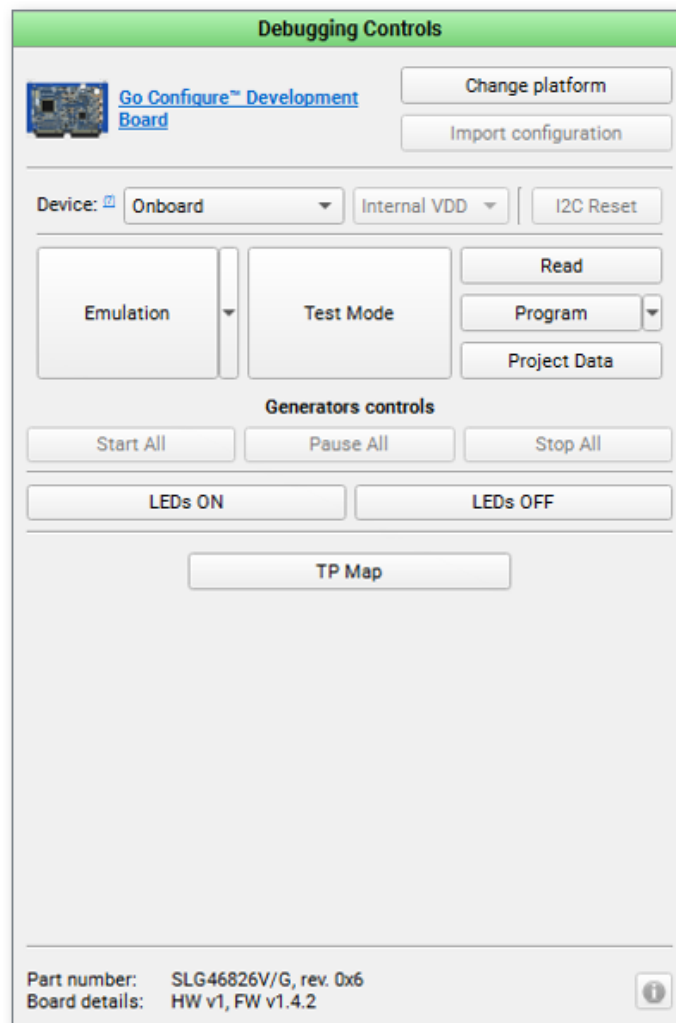 Debugging Controls
Go Configure™ Development
Board
Change platform
Import configuration
Device: [?] Onboard Internal VDD I2C Reset
Emulation
Test Mode
Read
Program
Project Data
Generators controls
Start All Pause All Stop All
LEDs ON LEDs OFF
TP Map
Part number: SLG46826V/G, rev. 0x6
Board details: HW v1, FW v1.4.2